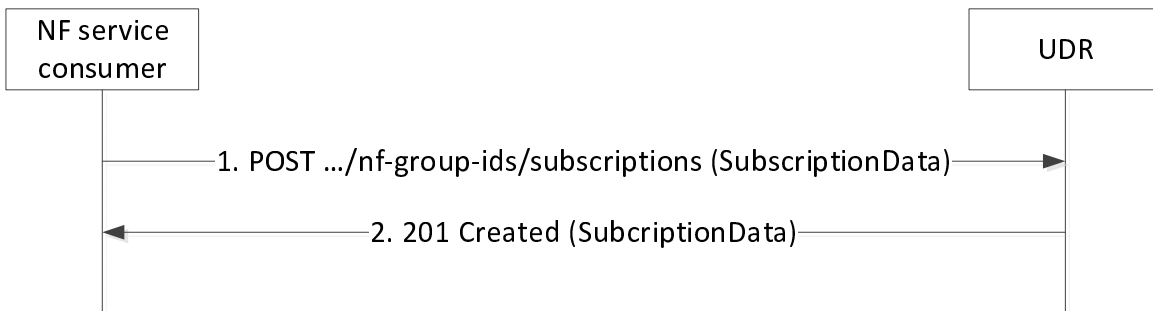 NF service
consumer
UDR
1. POST .../nf-group-ids/subscriptions (SubscriptionData)
2. 201 Created (SubcriptionData)